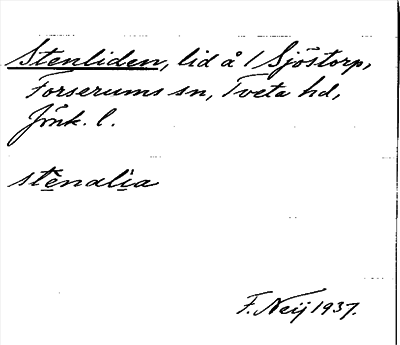 Stenliden, lid å 1 Sjöstorp,
Forserums sn, Tveta hd,
Jönk. l.
stenalia
F. Neij 1937.